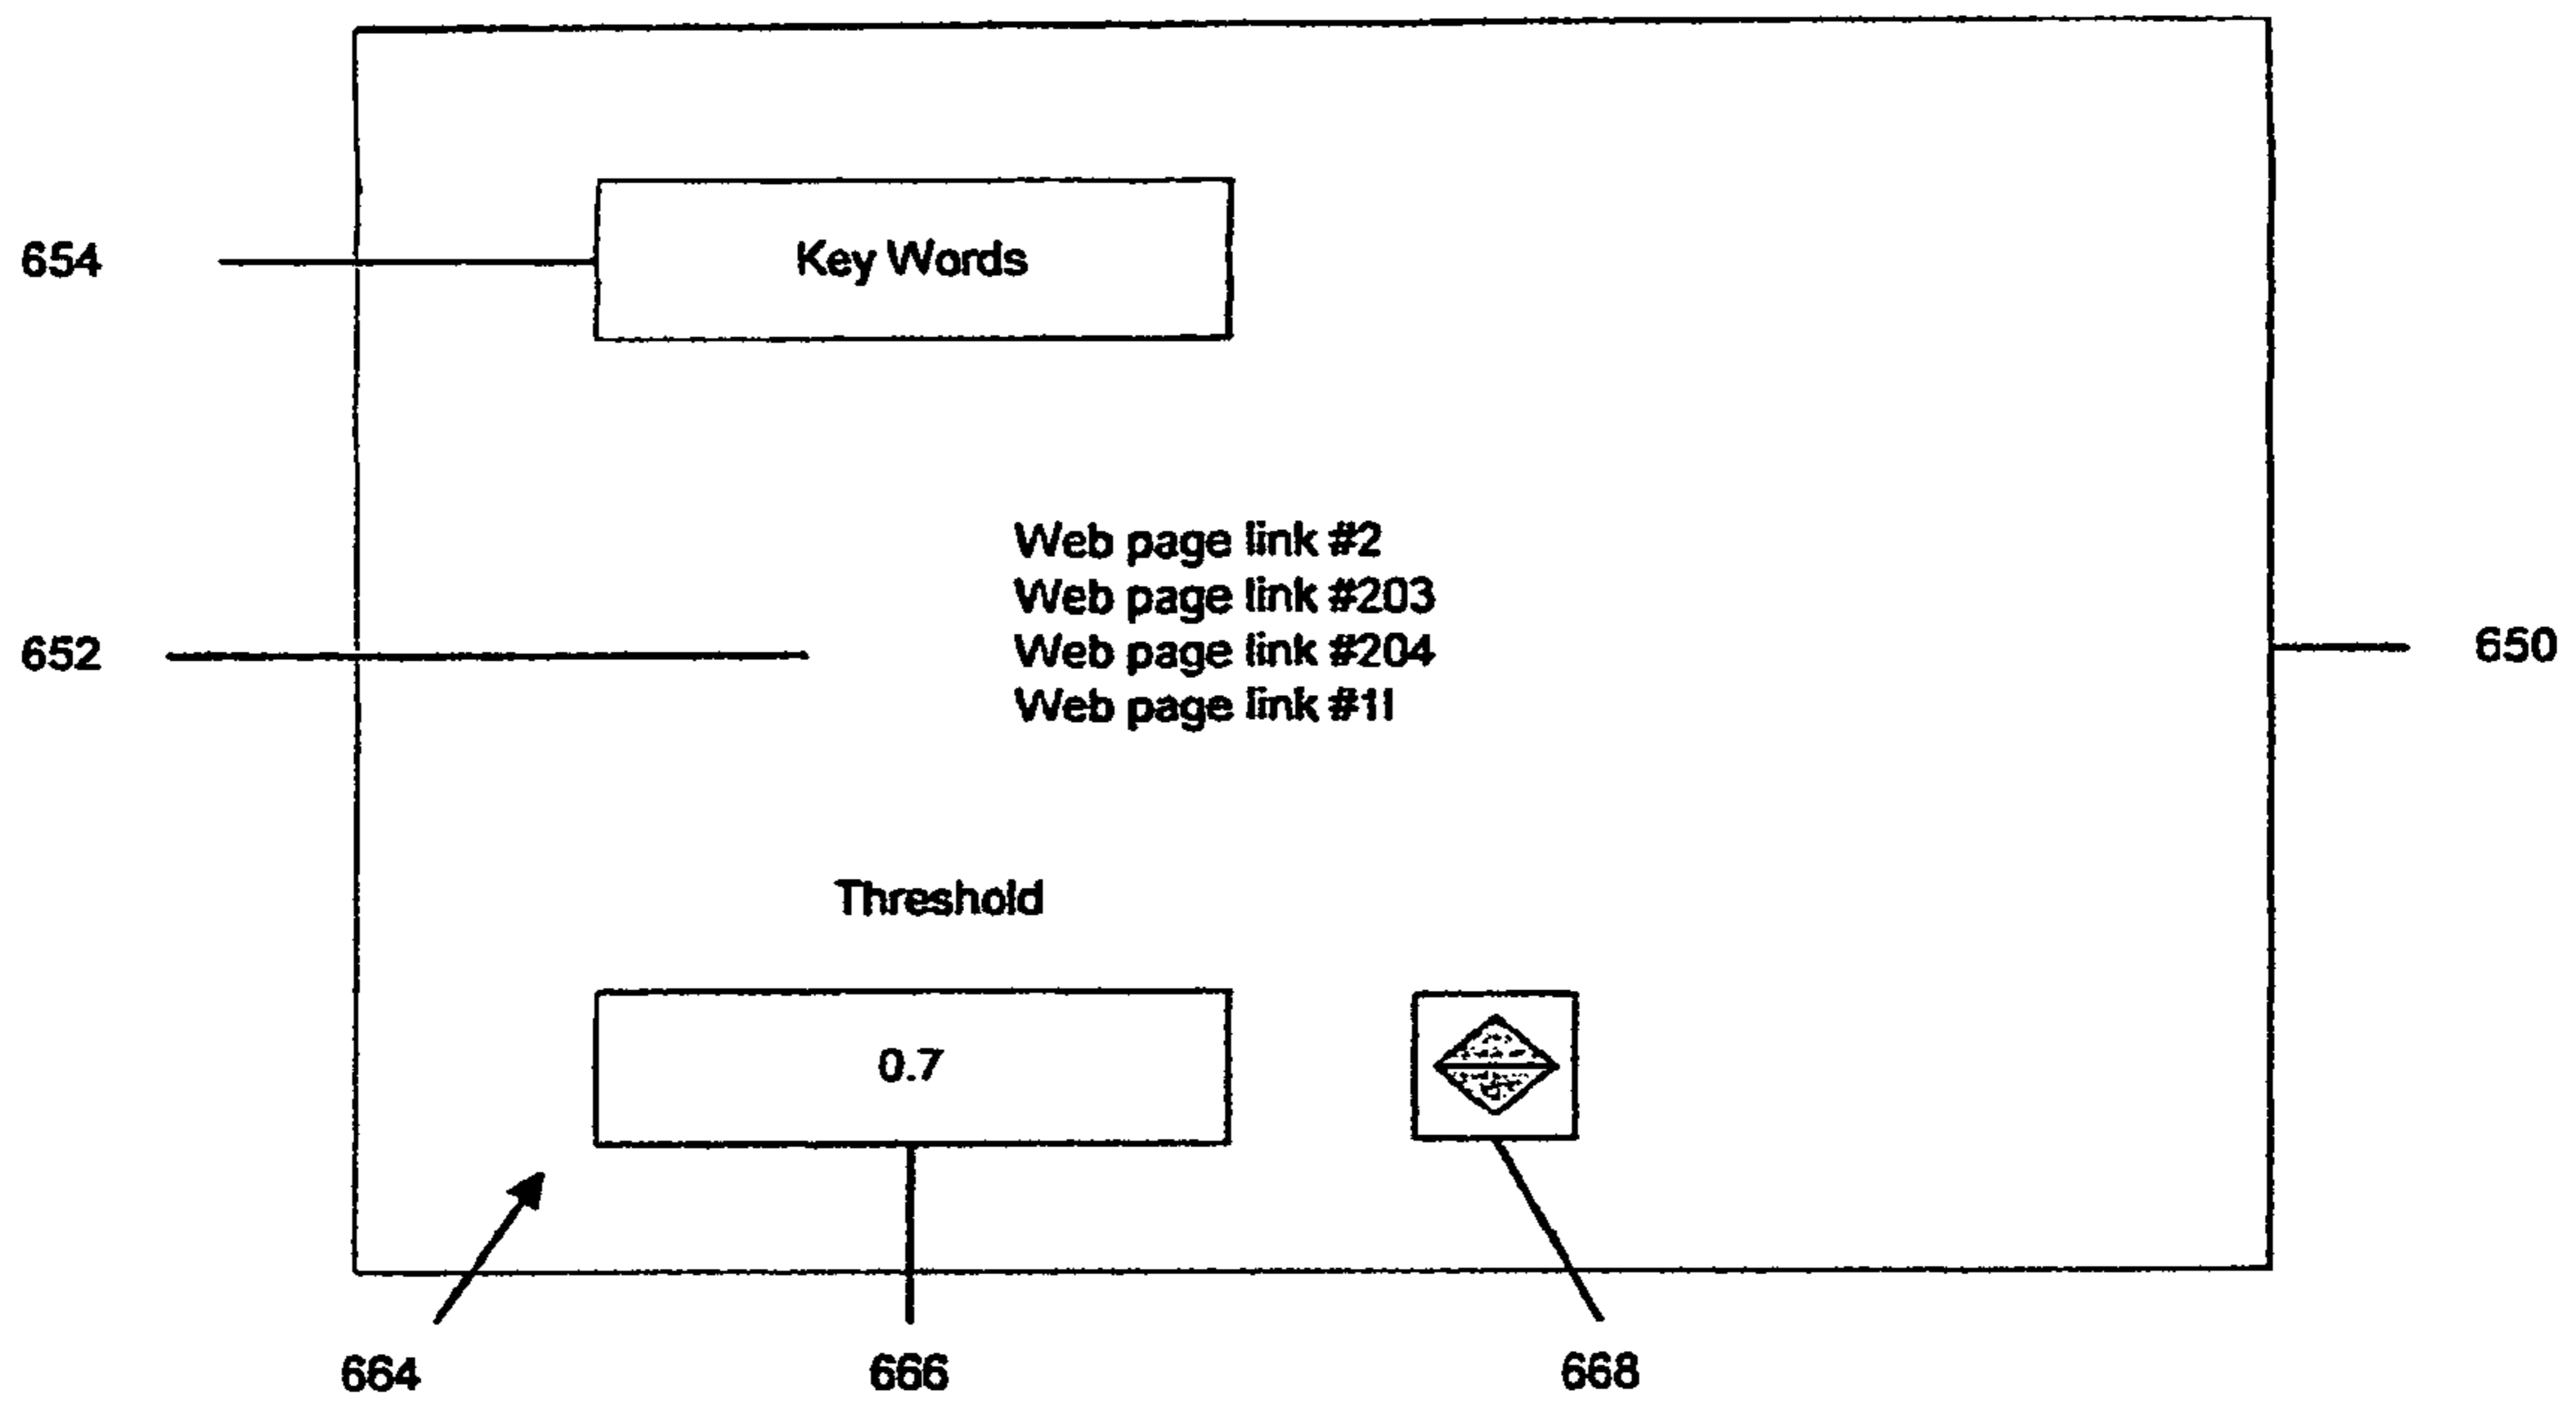 654
Key Words
Web page link #2
Web page link #203
652
Web page link #204
650
Web page link #11
Threshold
0.7
664
666
668